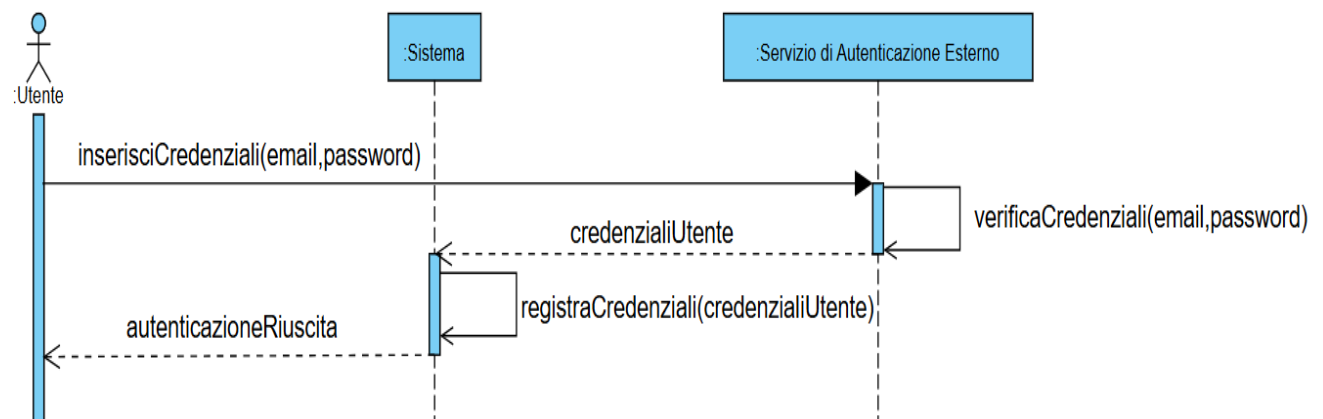 :Utente
:Sistema
:Servizio di Autenticazione Esterno
inserisciCredenziali(email,password)
verificaCredenziali(email,password)
credenzialiUtente
registraCredenziali(credenzialiUtente)
autenticazioneRiuscita